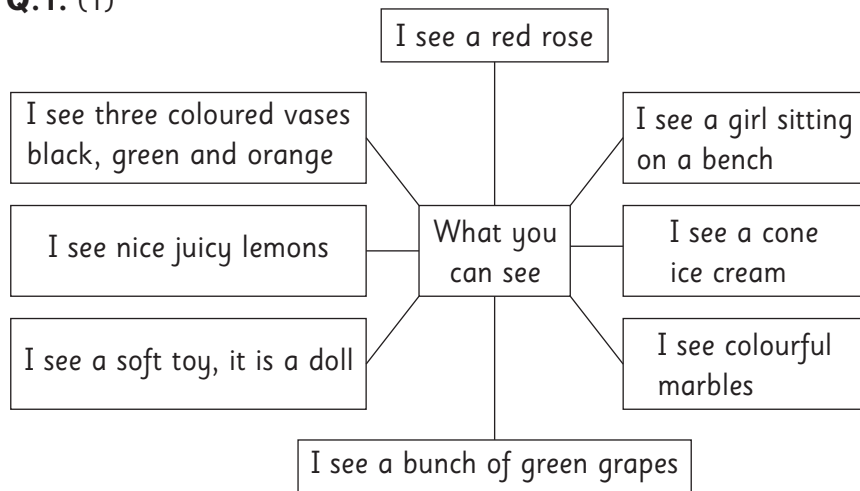 Q.1. (1)
I see a red rose
I see three coloured vases
black, green and orange
I see a girl sitting
on a bench
I see nice juicy lemons
What you
can see
I see a cone
ice cream
I see a soft toy, it is a doll
I see colourful
marbles
I see a bunch of green grapes